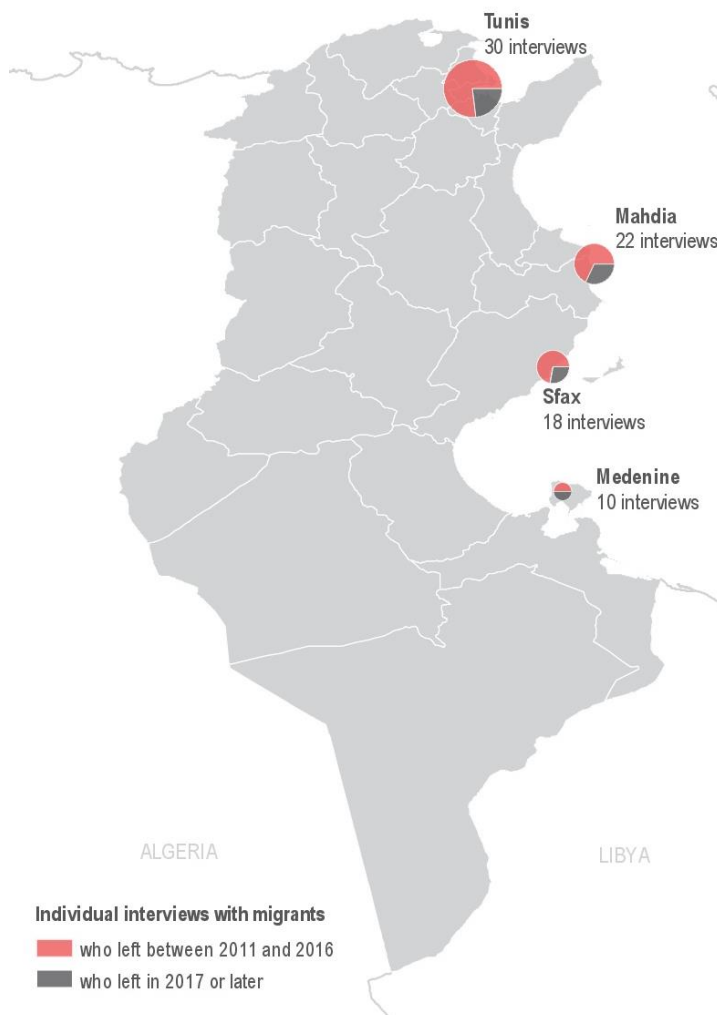 Tunis
30 interviews
Mahdia
22 interviews
Sfax
18 interviews
Medenine
10 interviews
ALGERIA
LIBYA
Individual interviews with migrants
who left between 2011 and 2016
who left in 2017 or later